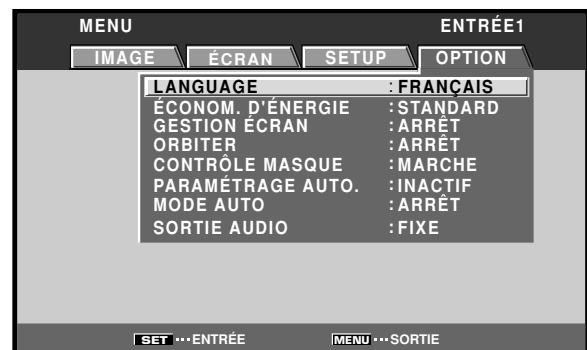 MENU ENTRÉE1
IMAGE ÉCRAN SETUP OPTION
LANGUAGE :FRANÇAIS
ÉCONOM. D'ÉNERGIE :STANDARD
GESTION ÉCRAN :ARRÊT
ORBITER :ARRÊT
CONTRÔLE MASQUE :MARCHE
PARAMÉTRAGE AUTO. :INACTIF
MODE AUTO :ARRÊT
SORTIE AUDIO :FIXE
SET ···ENTRÉE MENU ···SORTIE